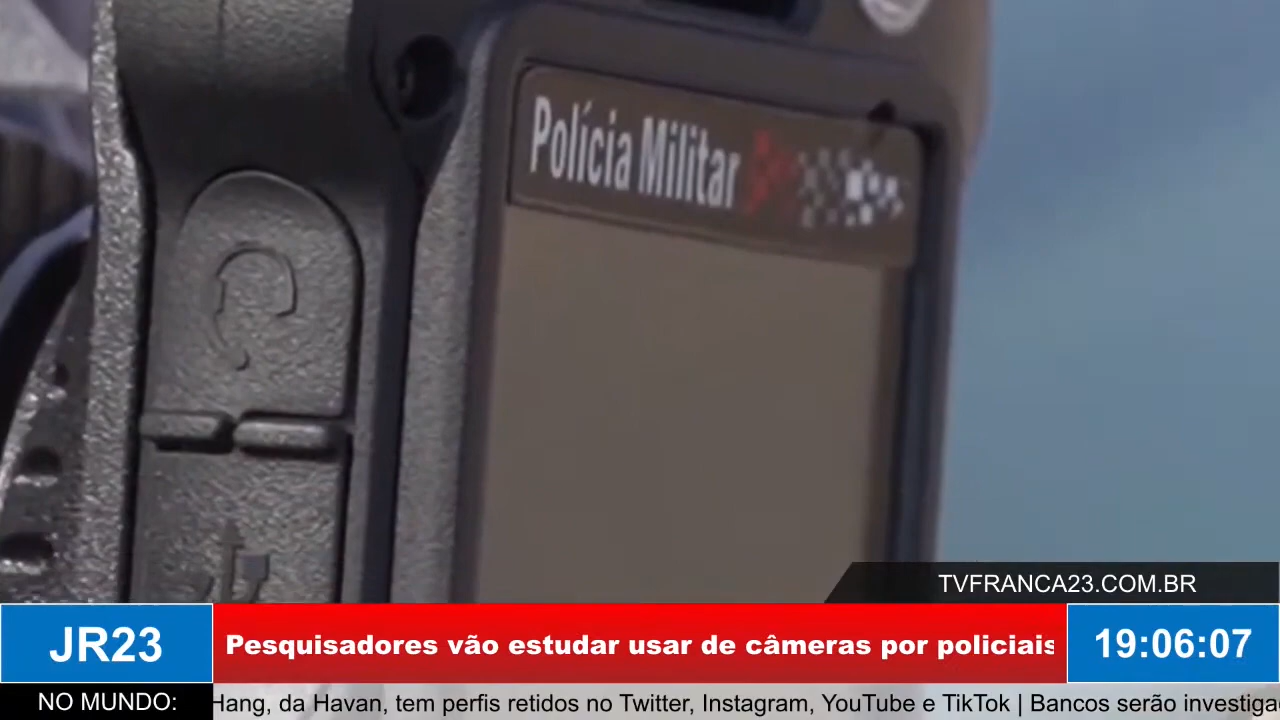 Polícia Militar
TVFRANCA23.COM.BR
JR23
Pesquisadores vão estudar usar de câmeras por policiais
19:06:07
NO MUNDO:
Hang, da Havan, tem perfis retidos no Twitter, Instagram, YouTube e TikTok | Bancos serão investiga